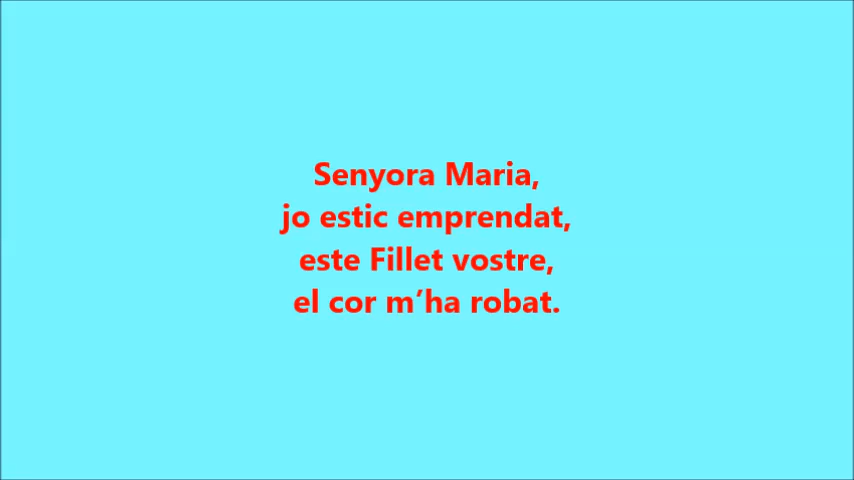 Senyora Maria,
jo estic emprendat,
este Fillet vostre,
el cor m’ha robat.